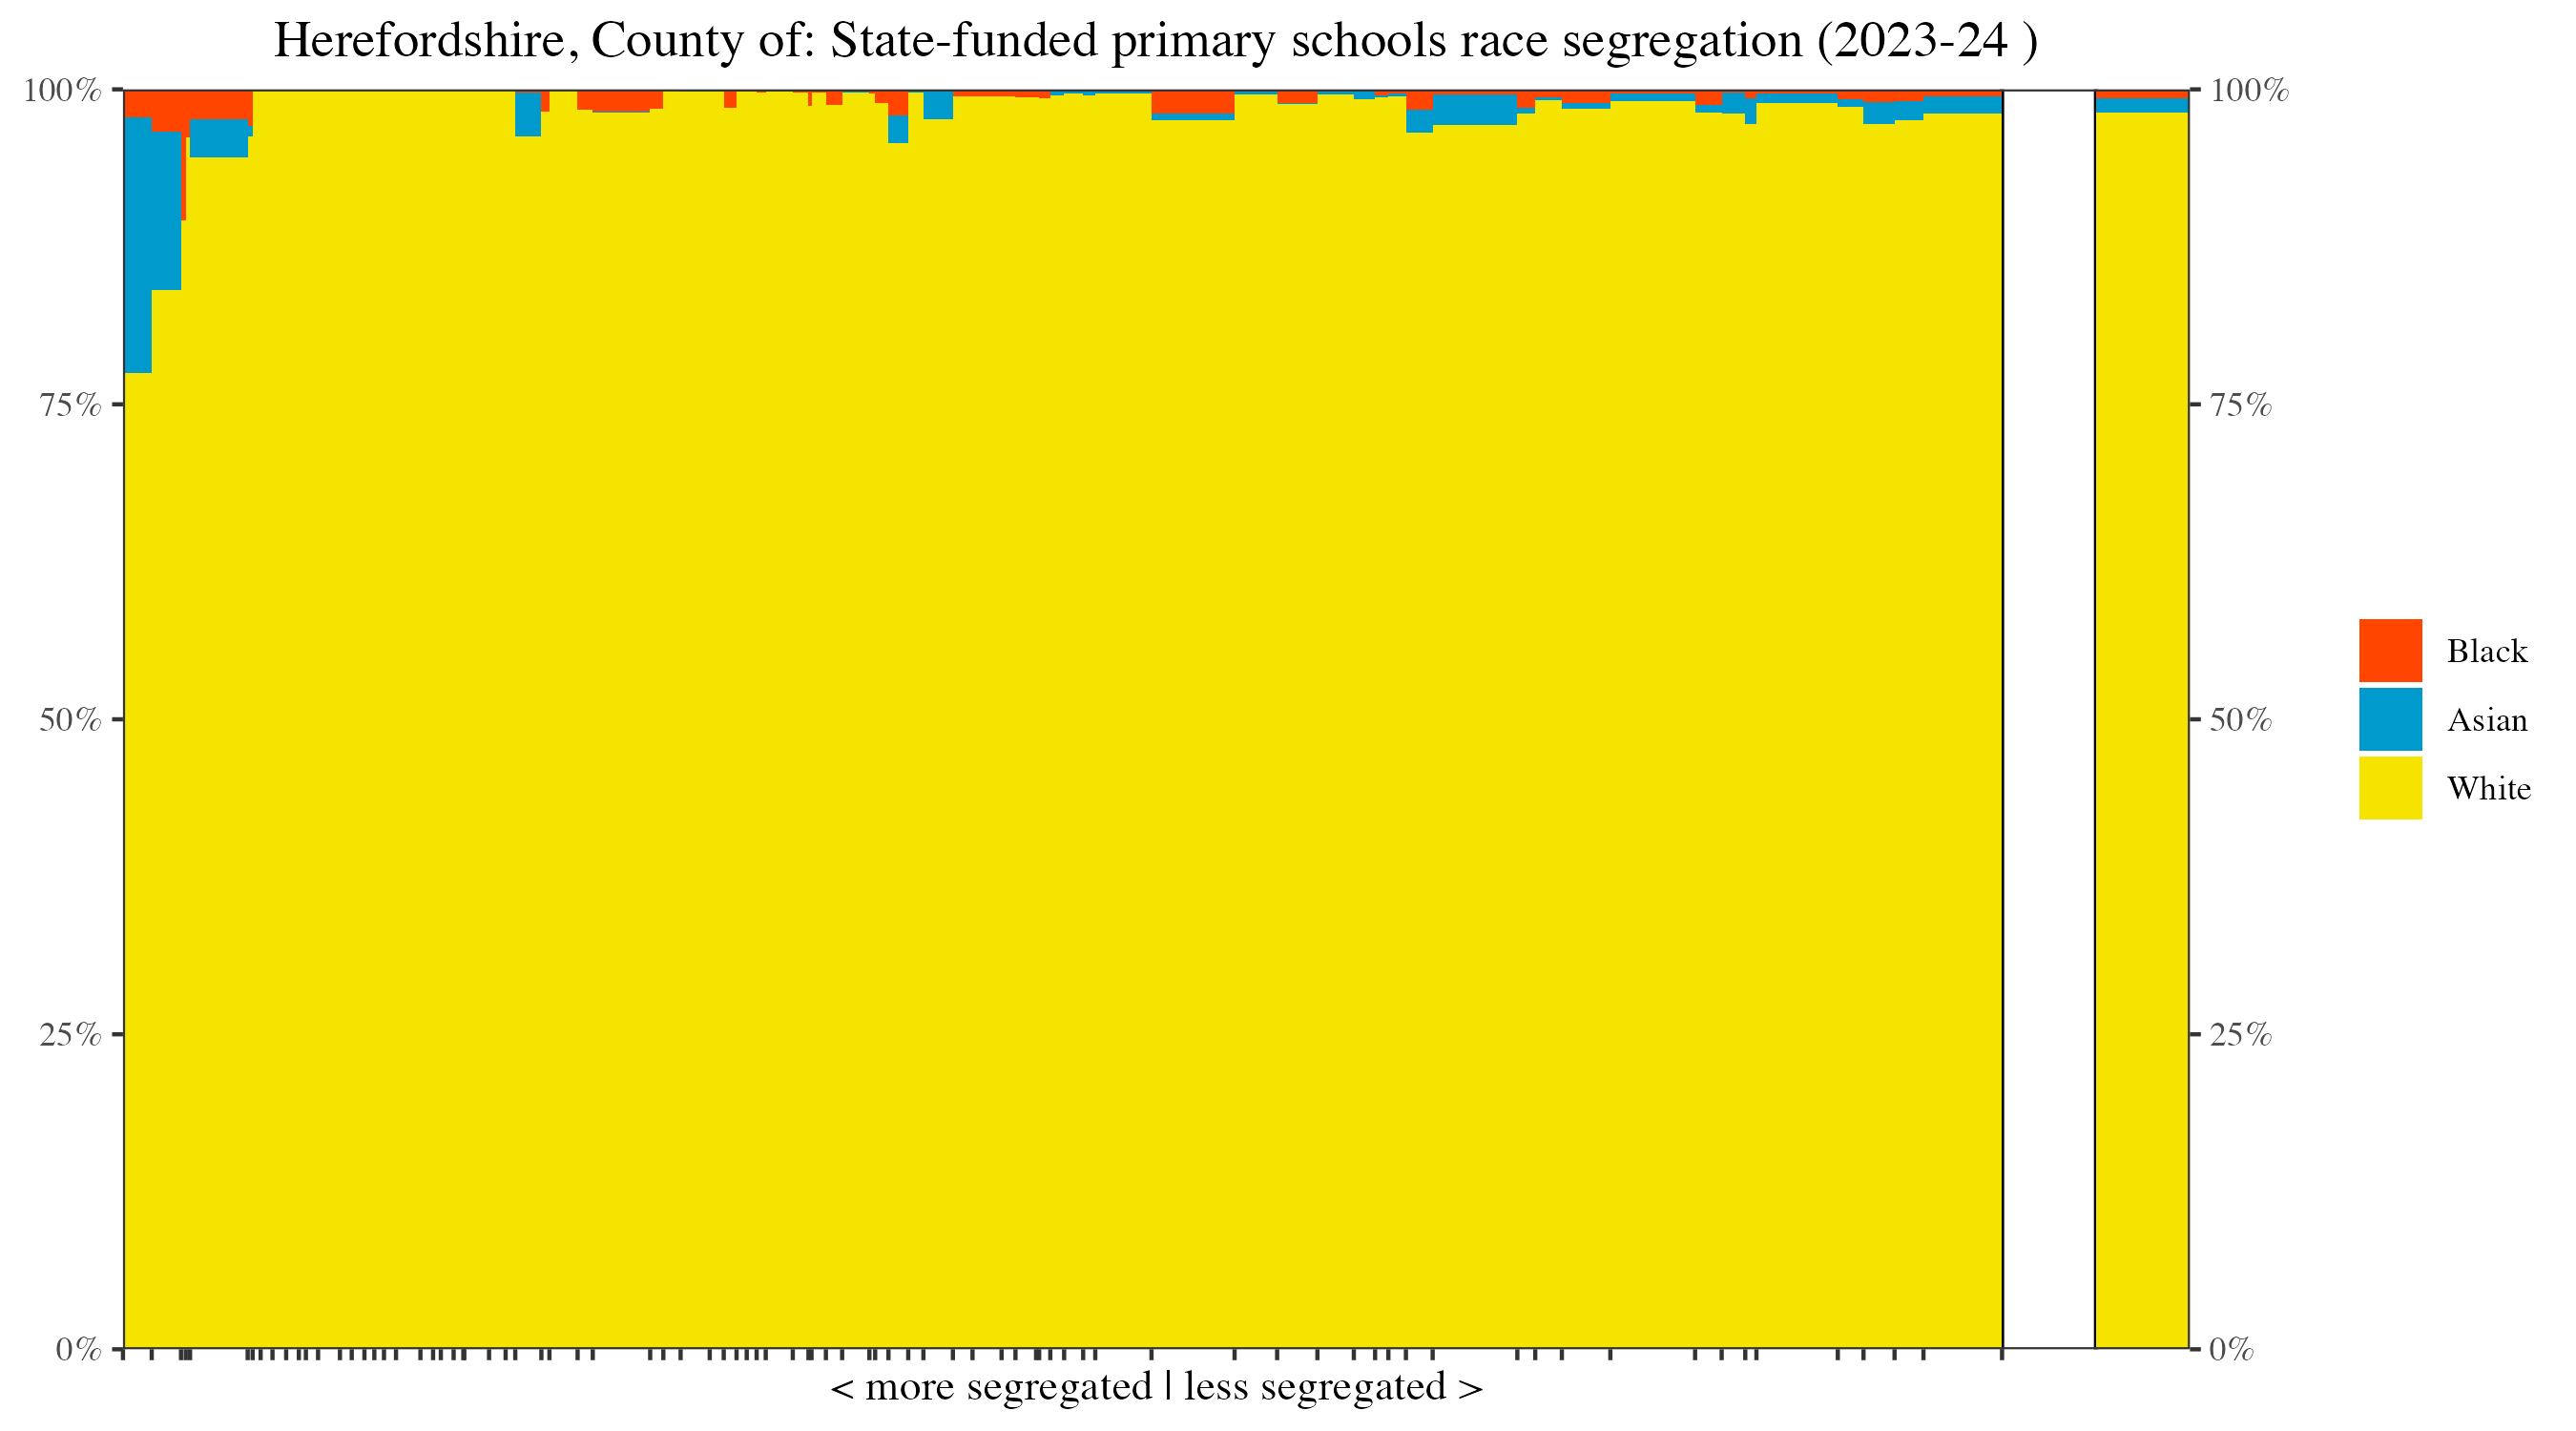 Herefordshire, County of: State-funded primary schools race segregation (2023-24 )
100%
75%
50%
25%
0%
100%
75%
50%
25%
0%
Black
Asian
White
< more segregated | less segregated >